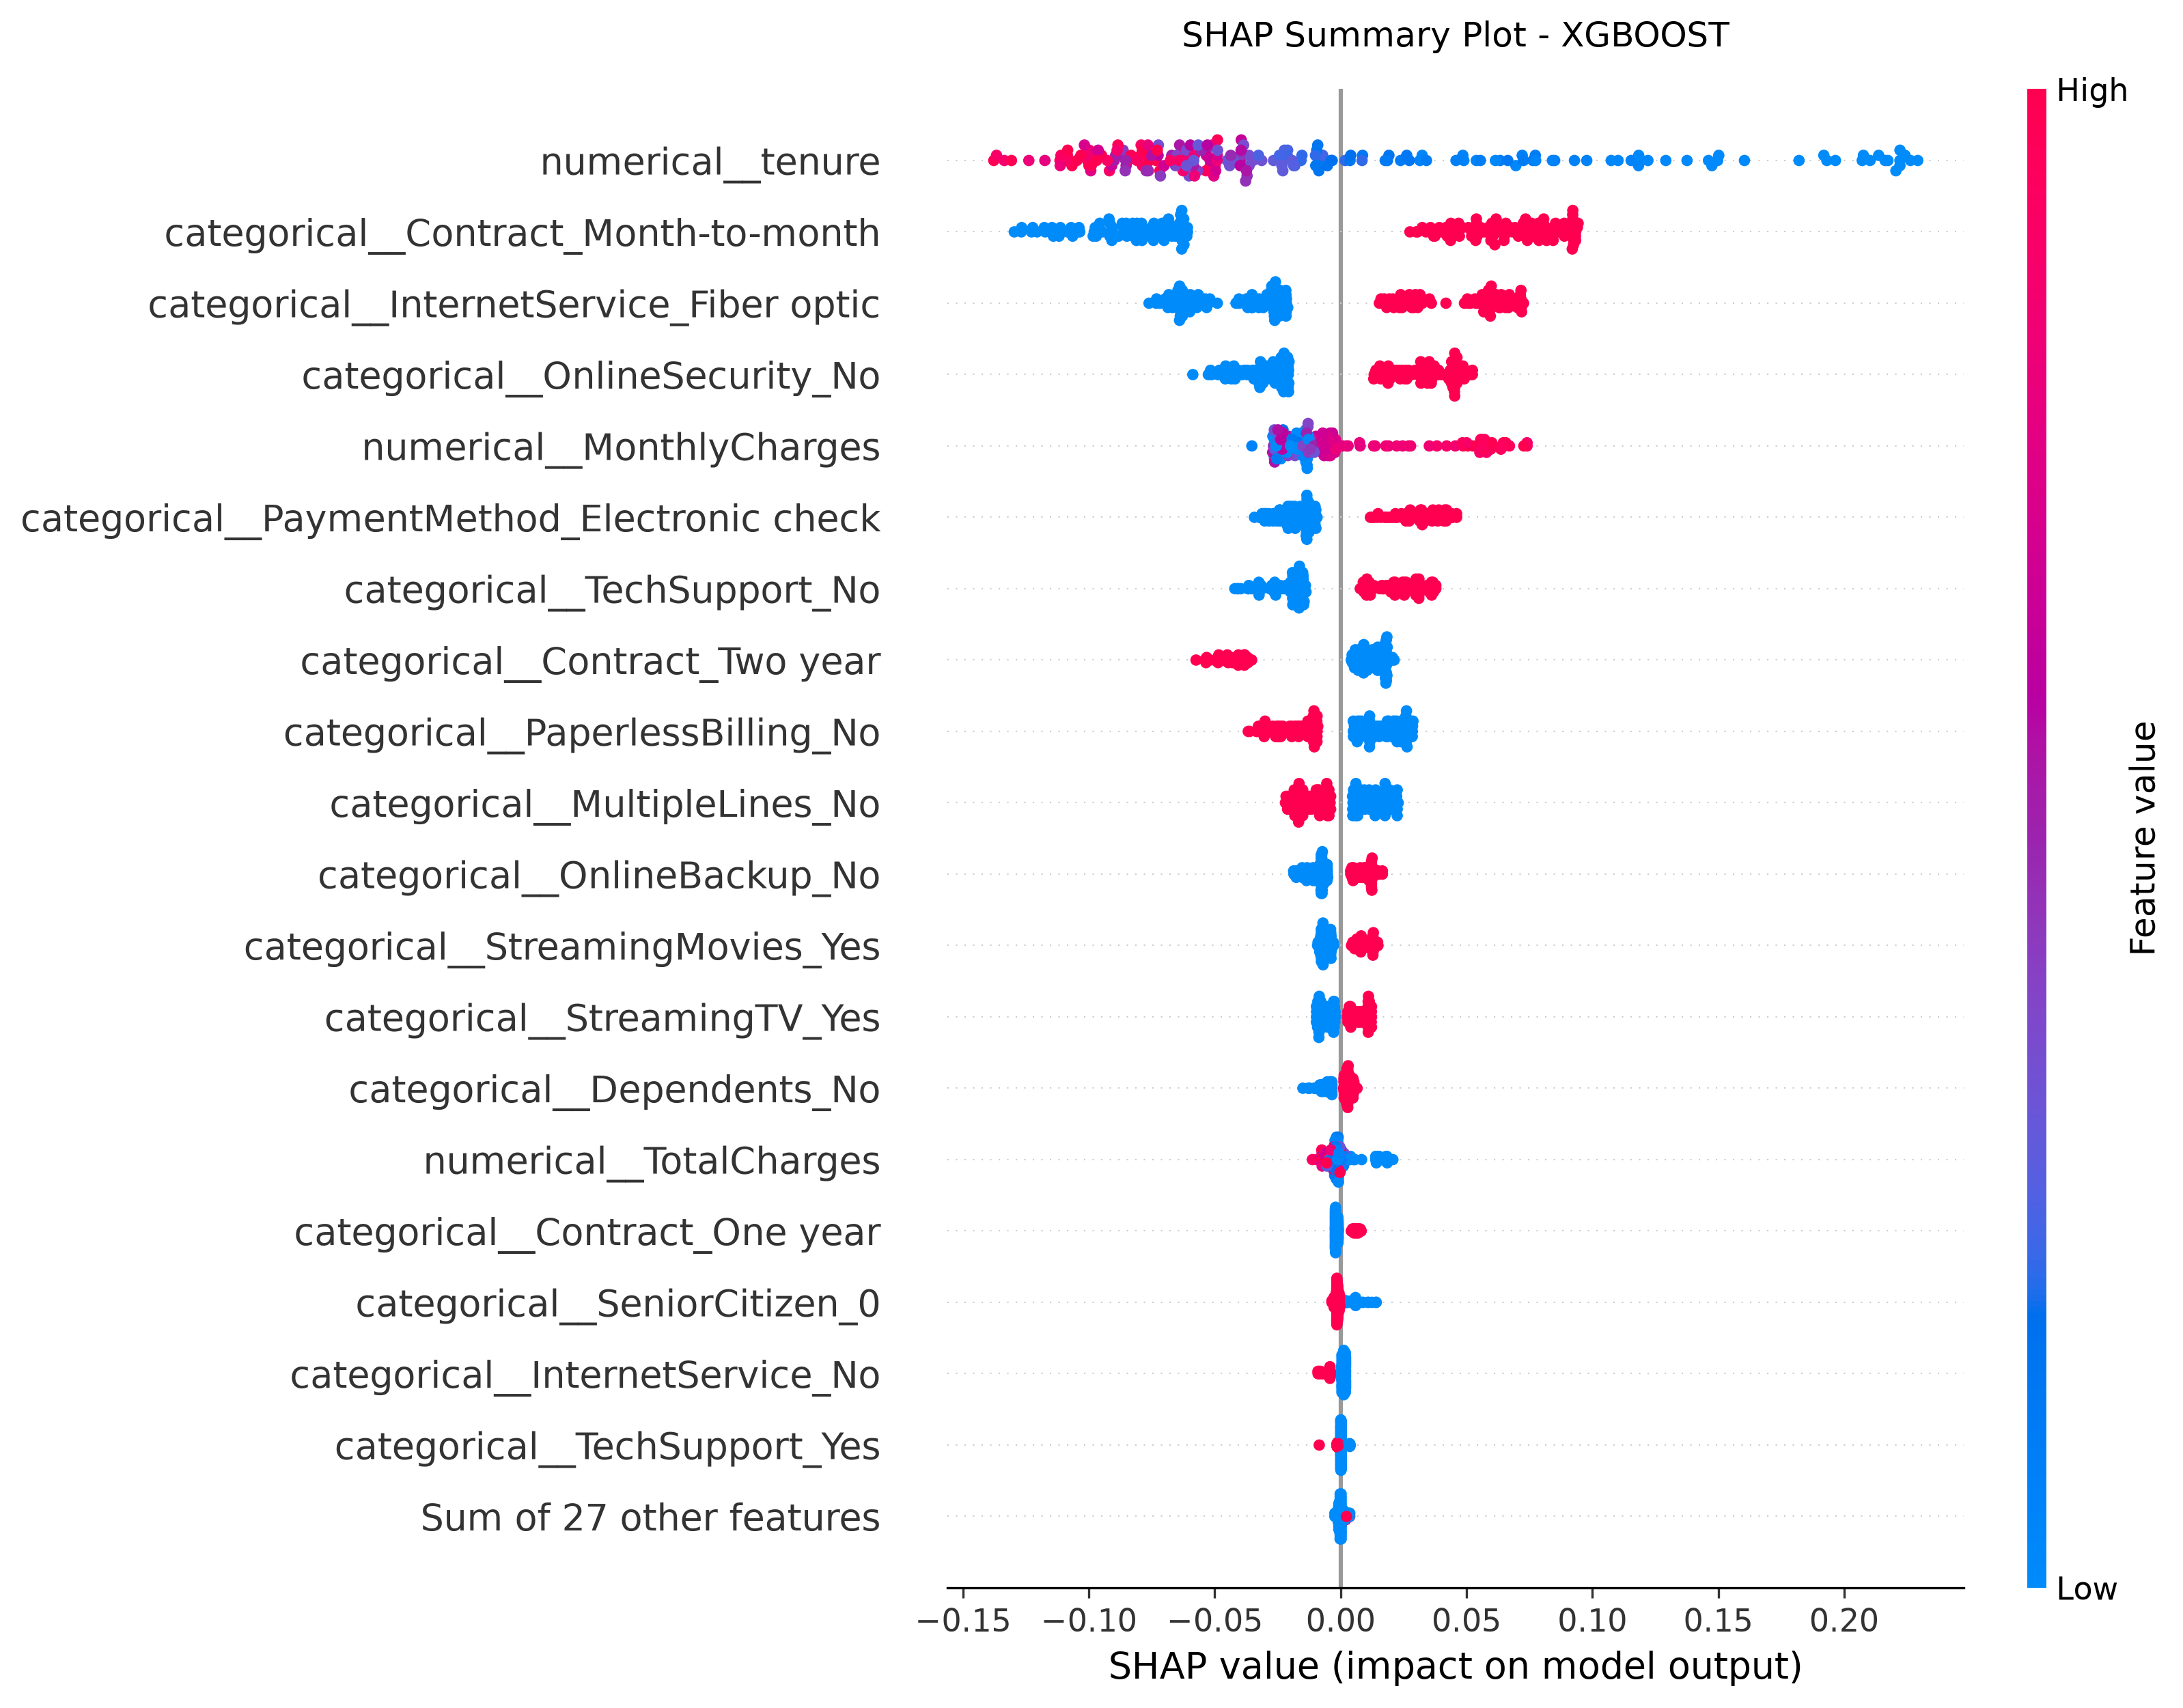 SHAP Summary Plot - XGBOOST
High
numerical__tenure
categorical__Contract_Month-to-month
categorical__InternetService_Fiber optic
categorical__OnlineSecurity_No
numerical__MonthlyCharges
categorical__PaymentMethod_Electronic check
categorical__TechSupport_No
categorical__Contract_Two year
categorical__PaperlessBilling_No
categorical__MultipleLines_No
categorical__OnlineBackup_No
categorical__StreamingMovies_Yes
categorical__StreamingTV_Yes
categorical__Dependents_No
numerical__TotalCharges
categorical__Contract_One year
categorical__SeniorCitizen_0
categorical__InternetService_No
categorical__TechSupport_Yes
Sum of 27 other features
Feature value
Low
−0.15 −0.10 −0.05 0.00 0.05 0.10 0.15 0.20
SHAP value (impact on model output)